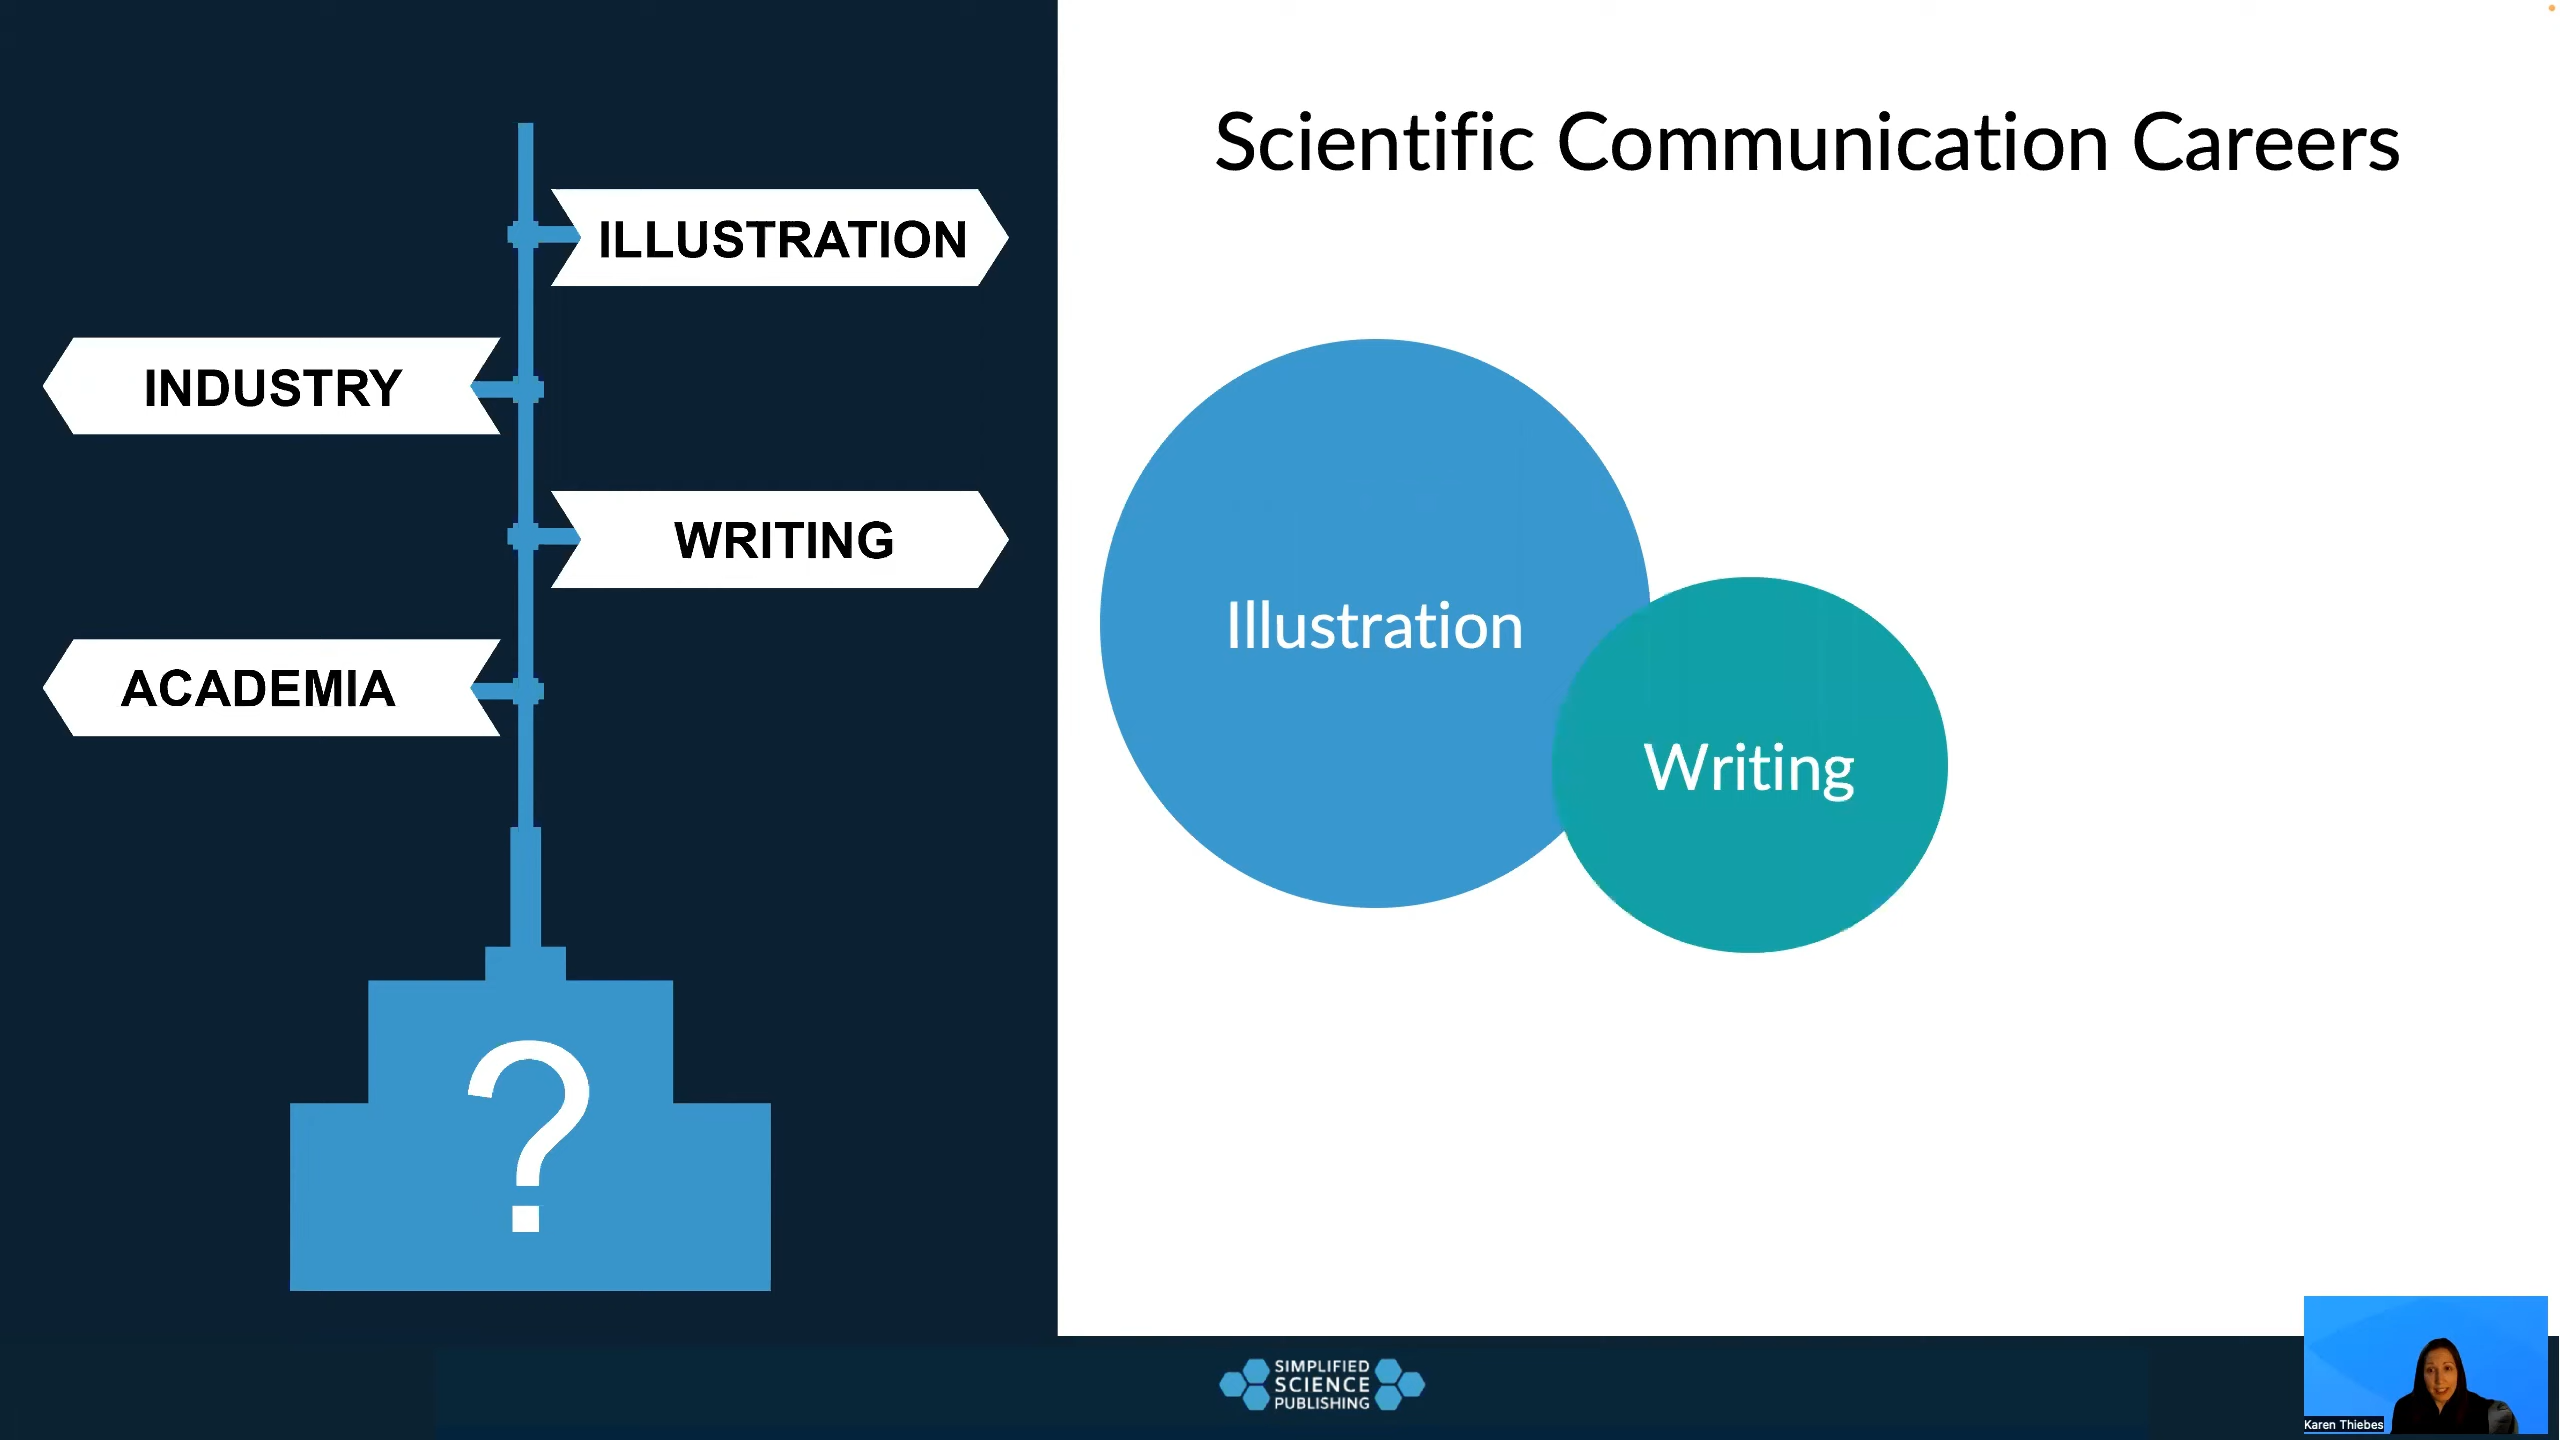 Scientific Communication Careers
ILLUSTRATION
INDUSTRY
WRITING
ACADEMIA
?
Illustration
Writing
SIMPLIFIED
SCIENCE
PUBLISHING
Karen Thiebes